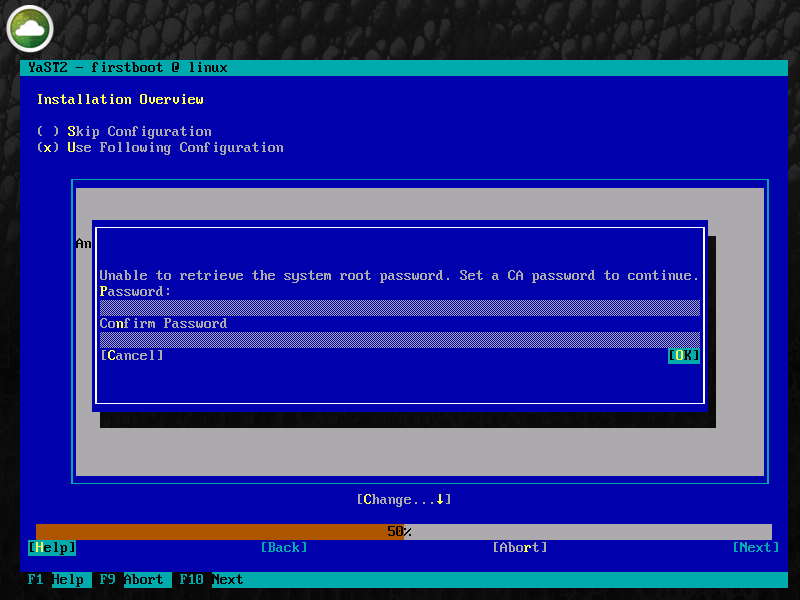 YaST2 - firstboot @ linux
Installation Overview
( ) Skip Configuration
(x) Use Following Configuration
An
Unable to retrieve the system root password. Set a CA password to continue.
Password:
Confirm Password
[Cancel] [OK]
[Change...↓]
50%
[Help] [Back] [Abort] [Next]
F1 Help F9 Abort F10 Next